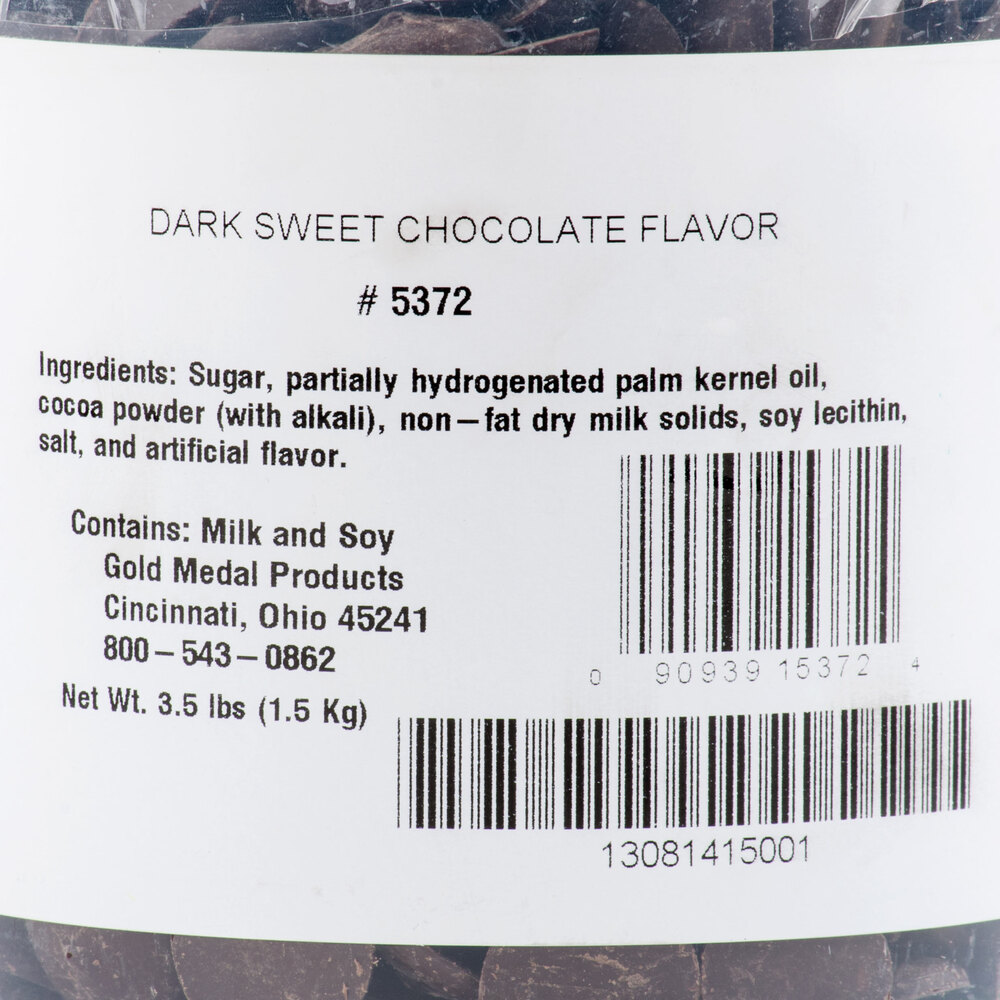 DARK SWEET CHOCOLATE FLAVOR
# 5372
Ingredients: Sugar, partially hydrogenated palm kernel oil,
cocoa powder (with alkali), non-fat dry milk solids, soy lecithin,
salt, and artificial flavor.
Contains: Milk and Soy
Gold Medal Products
Cincinnati, Ohio 45241
800-543-0862
Net Wt. 3.5 lbs (1.5 Kg)
0 90939 15372 4
13081415001